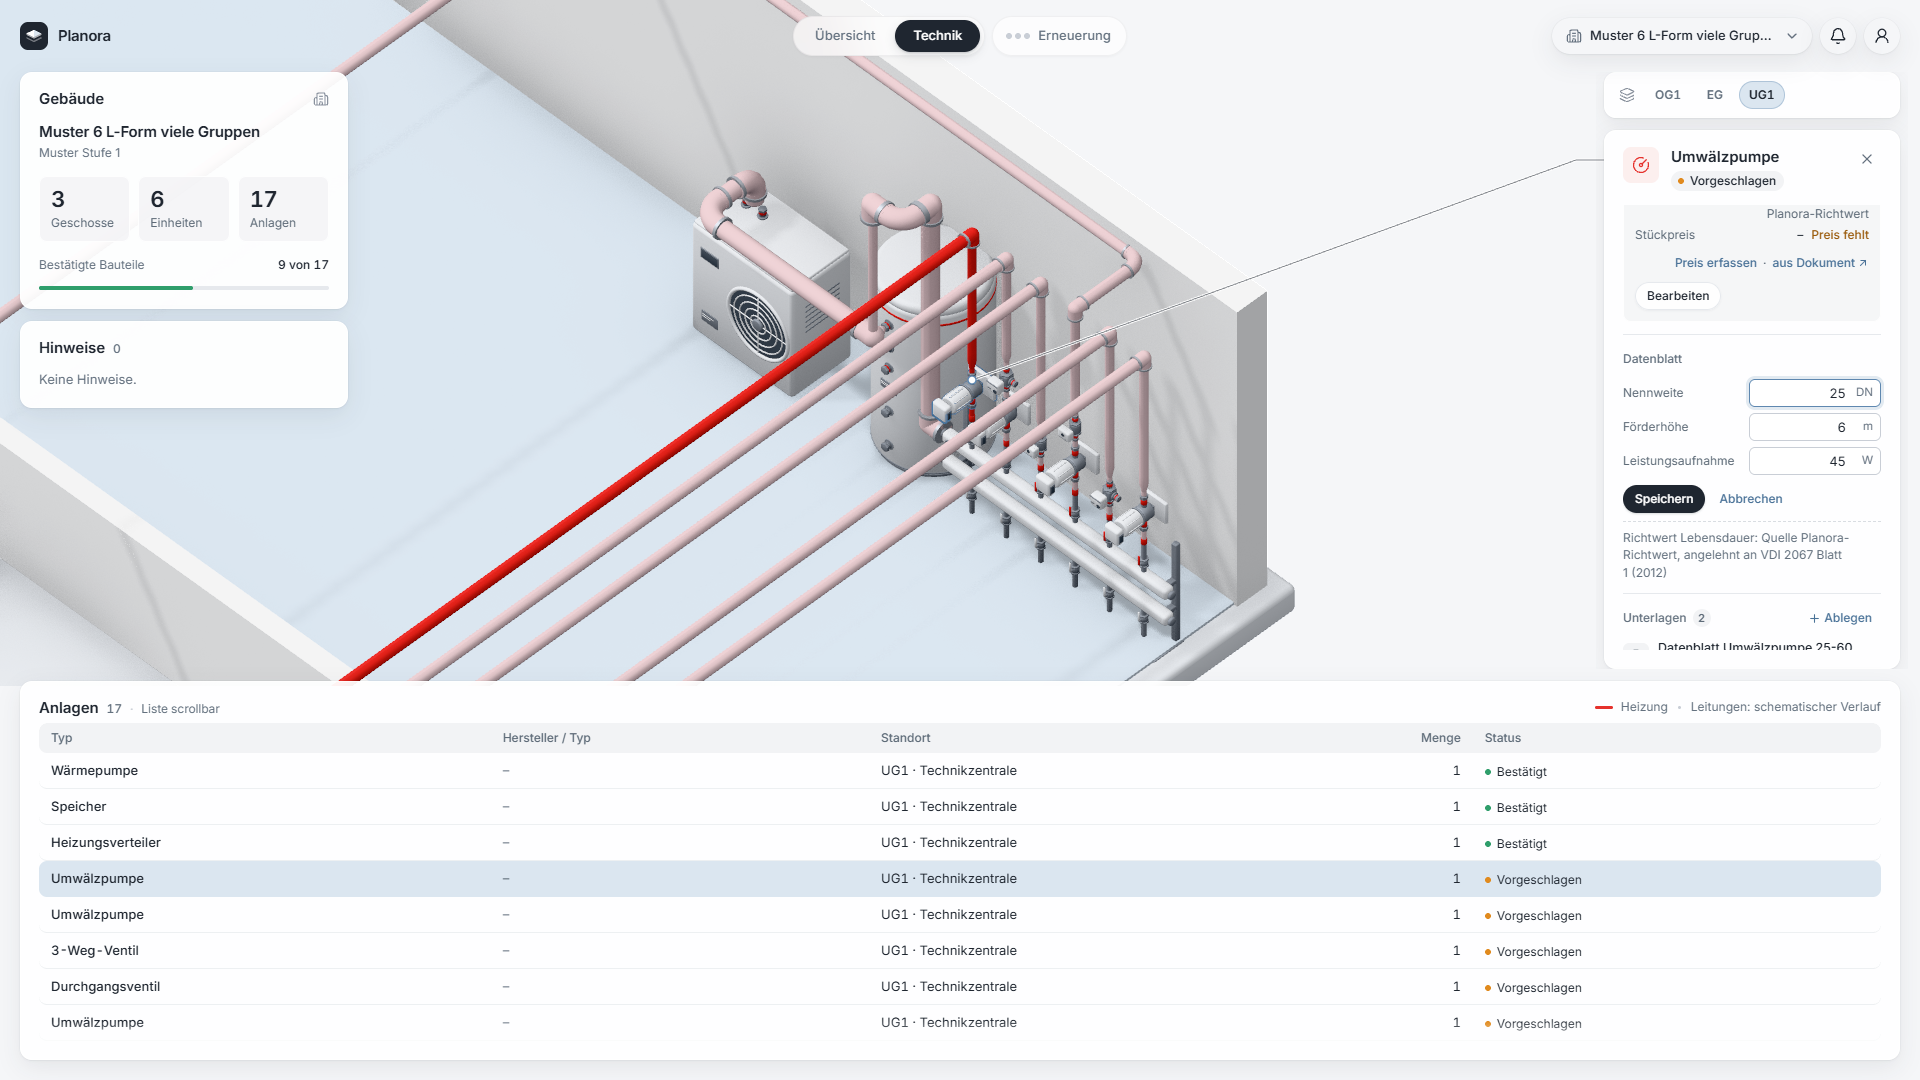 Planora
Übersicht
Technik
Erneuerung
Muster 6 L-Form viele Grup...
Gebäude
Muster 6 L-Form viele Gruppen
Muster Stufe 1
3
Geschosse
6
Einheiten
17
Anlagen
Bestätigte Bauteile
9 von 17
Hinweise 0
Keine Hinweise.
OG1
EG
UG1
Umwälzpumpe
Vorgeschlagen
Planora-Richtwert
Stückpreis
– Preis fehlt
Preis erfassen · aus Dokument ↗
Bearbeiten
Datenblatt
Nennweite 25 DN
Förderhöhe 6 m
Leistungsaufnahme 45 W
Speichern
Abbrechen
Richtwert Lebensdauer: Quelle Planora-
Richtwert, angelehnt an VDI 2067 Blatt
1 (2012)
Unterlagen 2
+ Ablegen
Datenblatt Umwälzpumpe 25-60
Anlagen 17 · Liste scrollbar
Heizung · Leitungen: schematischer Verlauf
Typ Hersteller / Typ Standort Menge Status
Wärmepumpe – UG1 · Technikzentrale 1 Bestätigt
Speicher – UG1 · Technikzentrale 1 Bestätigt
Heizungsverteiler – UG1 · Technikzentrale 1 Bestätigt
Umwälzpumpe – UG1 · Technikzentrale 1 Vorgeschlagen
Umwälzpumpe – UG1 · Technikzentrale 1 Vorgeschlagen
3-Weg-Ventil – UG1 · Technikzentrale 1 Vorgeschlagen
Durchgangsventil – UG1 · Technikzentrale 1 Vorgeschlagen
Umwälzpumpe – UG1 · Technikzentrale 1 Vorgeschlagen